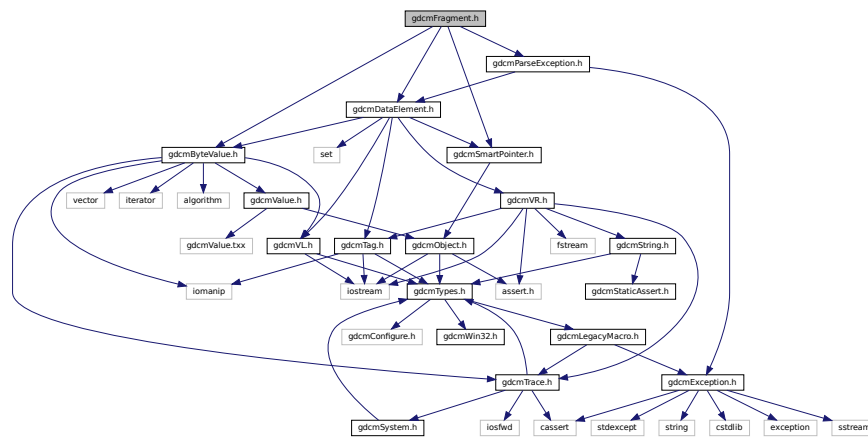 gdcmFragment.h
gdcmParseException.h
gdcmDataElement.h
gdcmByteValue.h
set
gdcmSmartPointer.h
vector
iterator
algorithm
gdcmValue.h
gdcmVR.h
gdcmValue.txx
gdcmVL.h
gdcmTag.h
gdcmObject.h
fstream
gdcmString.h
iomanip
iostream
gdcmTypes.h
assert.h
gdcmStaticAssert.h
gdcmConfigure.h
gdcmWin32.h
gdcmLegacyMacro.h
gdcmTrace.h
gdcmException.h
gdcmSystem.h
iosfwd
cassert
stdexcept
string
cstdlib
exception
sstream